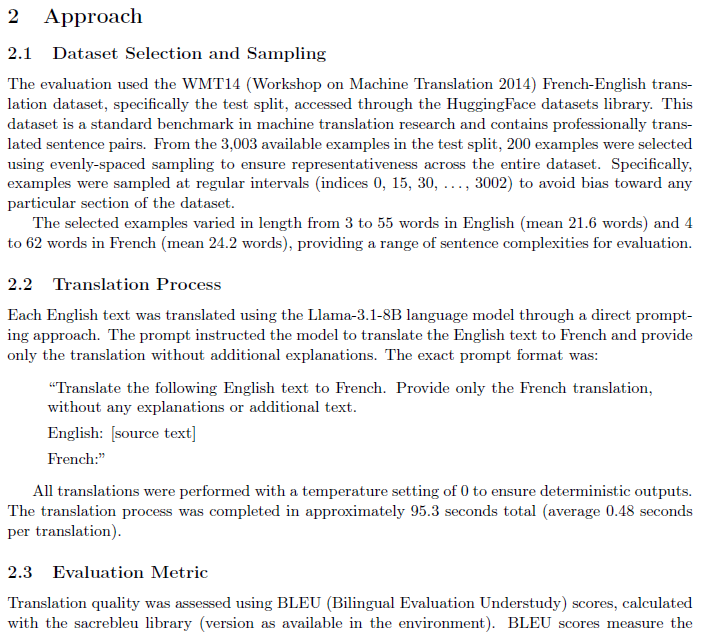 2 Approach
2.1 Dataset Selection and Sampling
The evaluation used the WMT14 (Workshop on Machine Translation 2014) French-English trans-
lation dataset, specifically the test split, accessed through the HuggingFace datasets library. This
dataset is a standard benchmark in machine translation research and contains professionally trans-
lated sentence pairs. From the 3,003 available examples in the test split, 200 examples were selected
using evenly-spaced sampling to ensure representativeness across the entire dataset. Specifically,
examples were sampled at regular intervals (indices 0, 15, 30, ..., 3002) to avoid bias toward any
particular section of the dataset.
The selected examples varied in length from 3 to 55 words in English (mean 21.6 words) and 4
to 62 words in French (mean 24.2 words), providing a range of sentence complexities for evaluation.
2.2 Translation Process
Each English text was translated using the Llama-3.1-8B language model through a direct prompt-
ing approach. The prompt instructed the model to translate the English text to French and provide
only the translation without additional explanations. The exact prompt format was:
“Translate the following English text to French. Provide only the French translation,
without any explanations or additional text.
English: [source text]
French:”
All translations were performed with a temperature setting of 0 to ensure deterministic outputs.
The translation process was completed in approximately 95.3 seconds total (average 0.48 seconds
per translation).
2.3 Evaluation Metric
Translation quality was assessed using BLEU (Bilingual Evaluation Understudy) scores, calculated
with the sacrebleu library (version as available in the environment). BLEU scores measure the